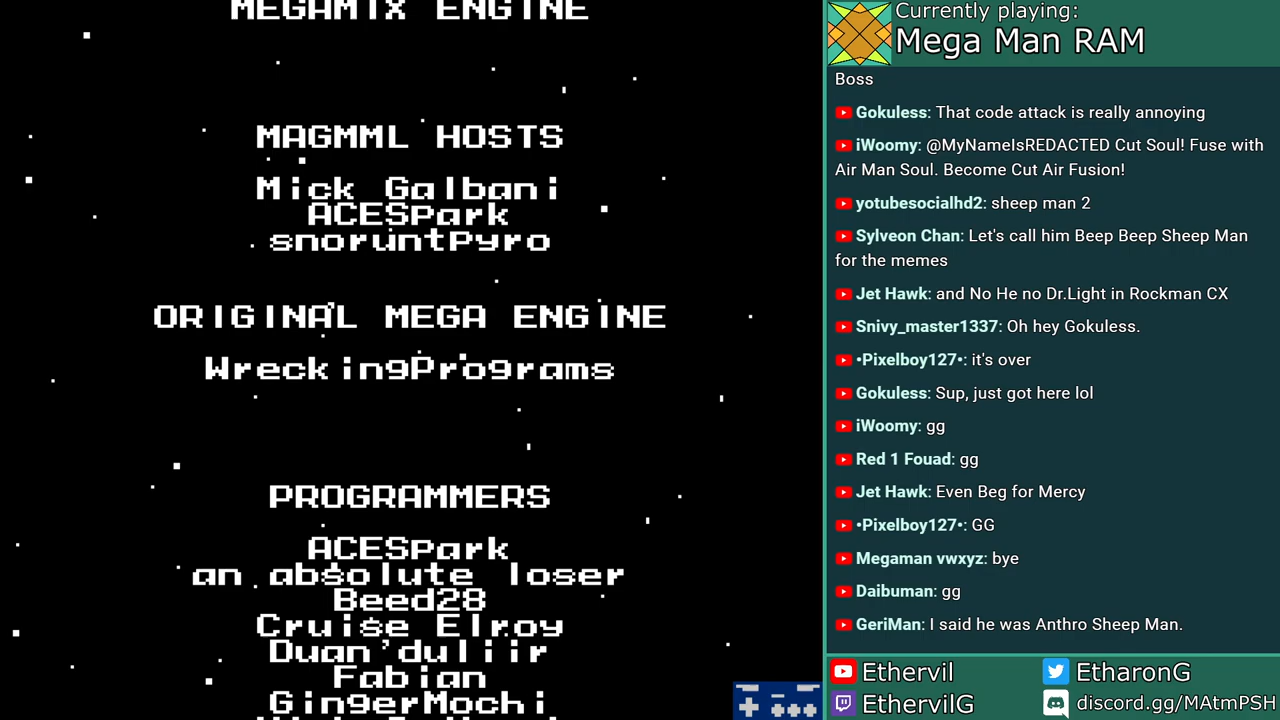 MEGAMIX ENGINE
MAGMML HOSTS
Mick Galbani
ACESpark
snoruntPyro
ORIGINAL MEGA ENGINE
WreckingPrograms
PROGRAMMERS
ACESpark
an absolute loser
Beed28
Cruise Elroy
Duan'duliir
Fabian
GingerMochi
Currently playing:
Mega Man RAM
Boss
Gokuless: That code attack is really annoying
iWoomy: @MyNameIsREDACTED Cut Soul! Fuse with
Air Man Soul. Become Cut Air Fusion!
yotubesocialhd2: sheep man 2
Sylveon Chan: Let's call him Beep Beep Sheep Man
for the memes
Jet Hawk: and No He no Dr.Light in Rockman CX
Snivy_master1337: Oh hey Gokuless.
•Pixelboy127•: it's over
Gokuless: Sup, just got here lol
iWoomy: gg
Red 1 Fouad: gg
Jet Hawk: Even Beg for Mercy
•Pixelboy127•: GG
Megaman vwxyz: bye
Daibuman: gg
GeriMan: I said he was Anthro Sheep Man.
Ethervil
EtharonG
EthervilG
discord.gg/MAtmPSH